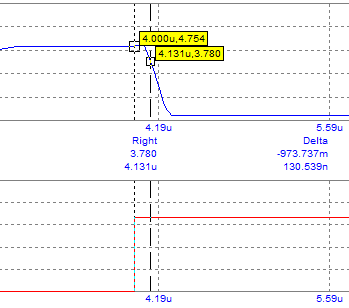 4.000u,4.754
4.131u,3.780
4.19u 5.59u
Right Delta
3.780 -973.737m
4.131u 130.539n
4.19u 5.59u